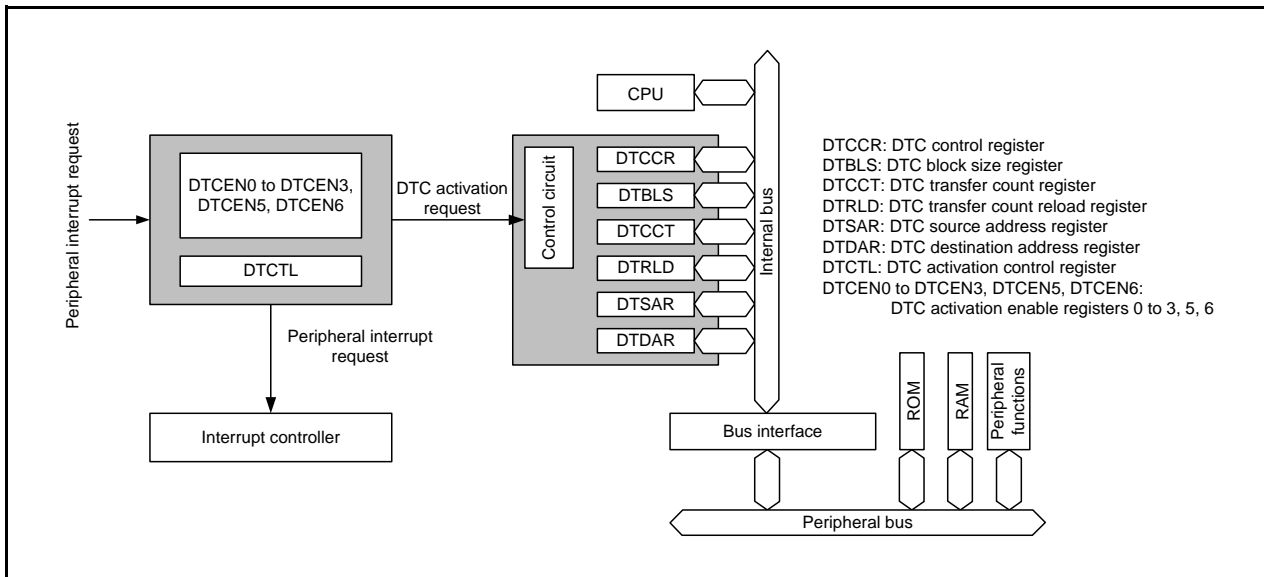 Peripheral interrupt request
DTCEN0 to DTCEN3,
DTCEN5, DTCEN6
DTCTL
DTC activation
request
Peripheral interrupt
request
Interrupt controller
Control circuit
CPU
DTCCR
DTBLS
DTCCT
DTRLD
DTSAR
DTDAR
Internal bus
DTCCR: DTC control register
DTBLS: DTC block size register
DTCCT: DTC transfer count register
DTRLD: DTC transfer count reload register
DTSAR: DTC source address register
DTDAR: DTC destination address register
DTCTL: DTC activation control register
DTCEN0 to DTCEN3, DTCEN5, DTCEN6:
DTC activation enable registers 0 to 3, 5, 6
Bus interface
ROM
RAM
Peripheral
functions
Peripheral bus